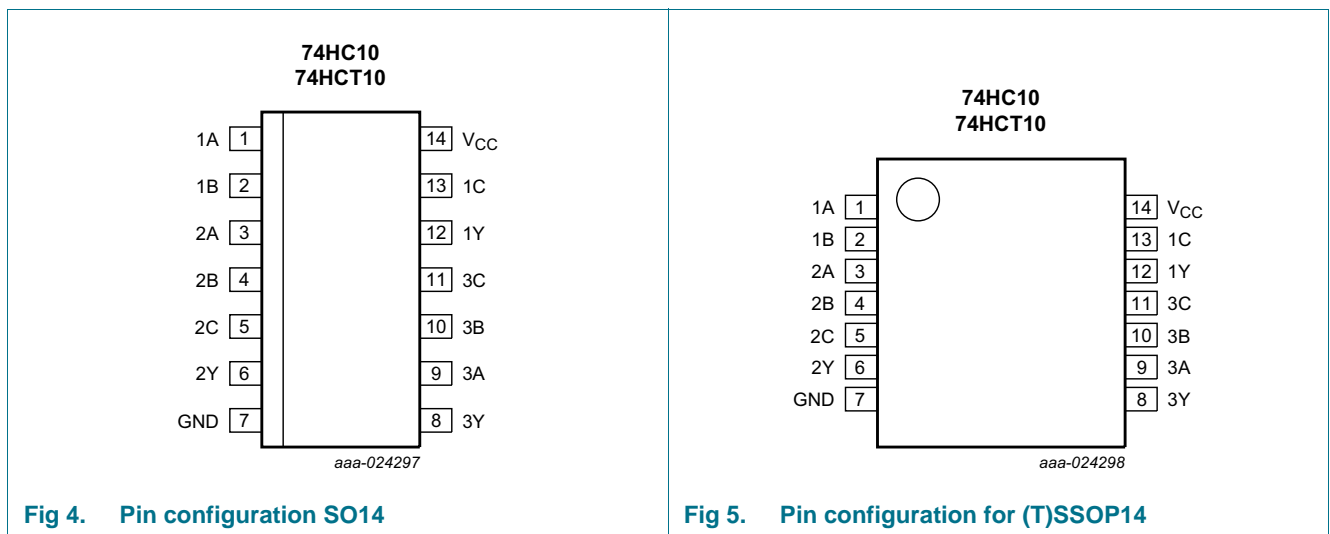 74HC10
74HCT10
1A 1 14 VCC
1B 2 13 1C
2A 3 12 1Y
2B 4 11 3C
2C 5 10 3B
2Y 6 9 3A
GND 7 8 3Y
aaa-024297
Fig 4. Pin configuration SO14
74HC10
74HCT10
1A 1 14 VCC
1B 2 13 1C
2A 3 12 1Y
2B 4 11 3C
2C 5 10 3B
2Y 6 9 3A
GND 7 8 3Y
aaa-024298
Fig 5. Pin configuration for (T)SSOP14